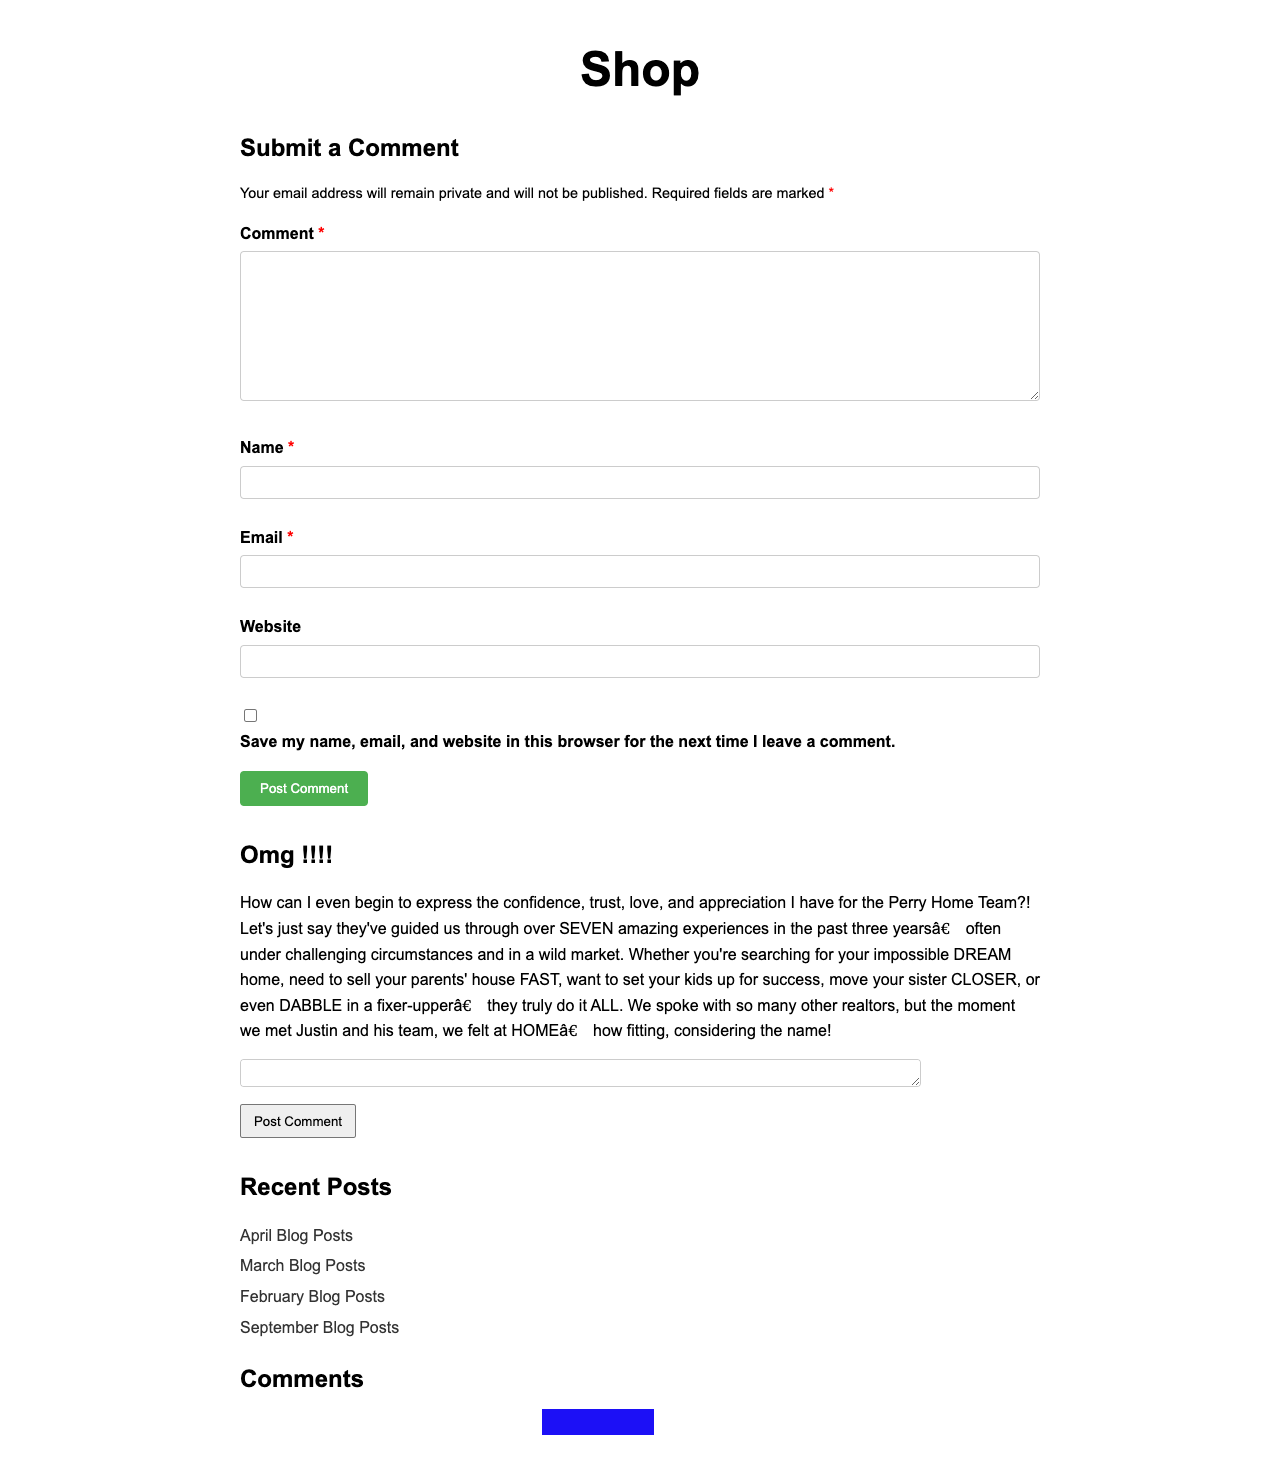 Shop
Submit a Comment
Your email address will remain private and will not be published. Required fields are marked *
Comment *
Name *
Email *
Website
Save my name, email, and website in this browser for the next time I leave a comment.
Post Comment
Omg !!!!
How can I even begin to express the confidence, trust, love, and appreciation I have for the Perry Home Team?!
Let's just say they've guided us through over SEVEN amazing experiences in the past three yearsâ€ often
under challenging circumstances and in a wild market. Whether you're searching for your impossible DREAM
home, need to sell your parents' house FAST, want to set your kids up for success, move your sister CLOSER, or
even DABBLE in a fixer-upperâ€ they truly do it ALL. We spoke with so many other realtors, but the moment
we met Justin and his team, we felt at HOMEâ€ how fitting, considering the name!
Post Comment
Recent Posts
April Blog Posts
March Blog Posts
February Blog Posts
September Blog Posts
Comments